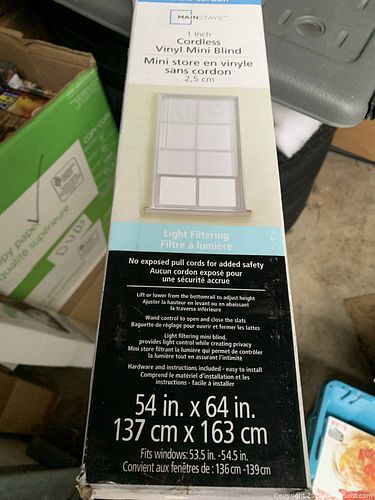 MAINSTAYS™
1 Inch
Cordless
Vinyl Mini Blind
Mini store en vinyle
sans cordon
2,5 cm
Light Filtering
Filtre à lumière
No exposed pull cords for added safety
Aucun cordon exposé pour
une sécurité accrue
Lift or lower from the bottomrail to adjust height
Ajuster la hauteur en levant ou en abaissant
la traverse inférieure
Wand control to open and close the slats
Baguette de réglage pour ouvrir et fermer les lattes
Light filtering mini blind,
provides light control while creating privacy
Mini store filtrant la lumière qui permet de contrôler
la lumière tout en assurant l'intimité
Hardware and instructions included - easy to install
Comprend le matériel d'installation et les
instructions - facile à installer
54 in. x 64 in.
137 cm x 163 cm
Fits windows: 53.5 in. -54.5in.
Convient aux fenêtres de : 136 cm -139cm
qualité supérieure
DVDS